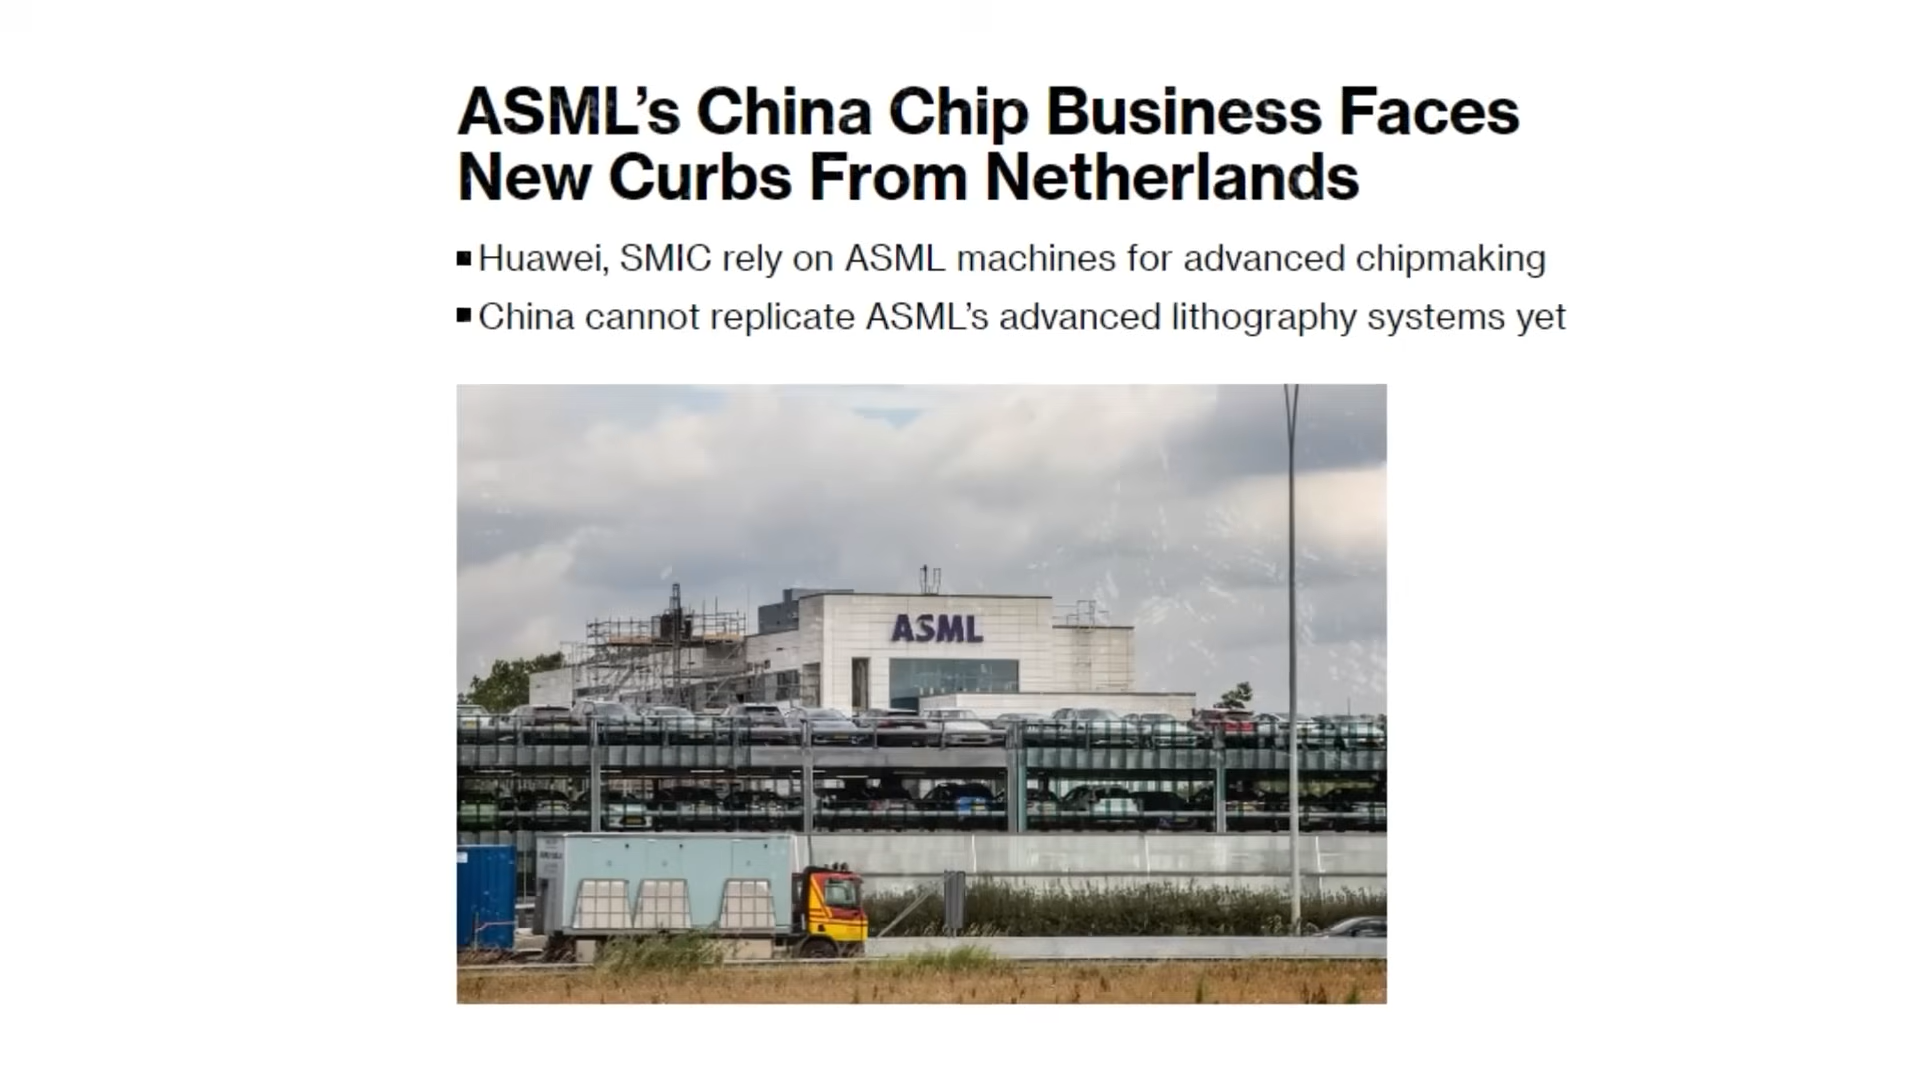 ASML’s China Chip Business Faces
New Curbs From Netherlands
Huawei, SMIC rely on ASML machines for advanced chipmaking
China cannot replicate ASML’s advanced lithography systems yet
ASML